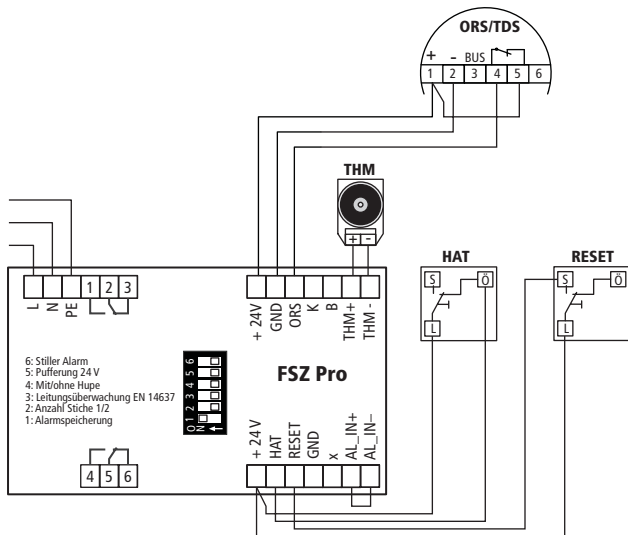 ORS/TDS
+ - BUS
1 2 3 4 5 6
THM
+ -
HAT
S Ö
L
RESET
S Ö
L
L N PE 1 2 3
+ 24V GND ORS K B THM+ THM -
6: Stiller Alarm
5: Pufferung 24 V
4: Mit/ohne Hupe
3: Leitungsüberwachung EN 14637
2: Anzahl Stiche 1/2
1: Alarmspeicherung
ON 1 2 3 4 5 6
FSZ Pro
4 5 6
+ 24 V HAT RESET GND x AL_IN+ AL_IN–